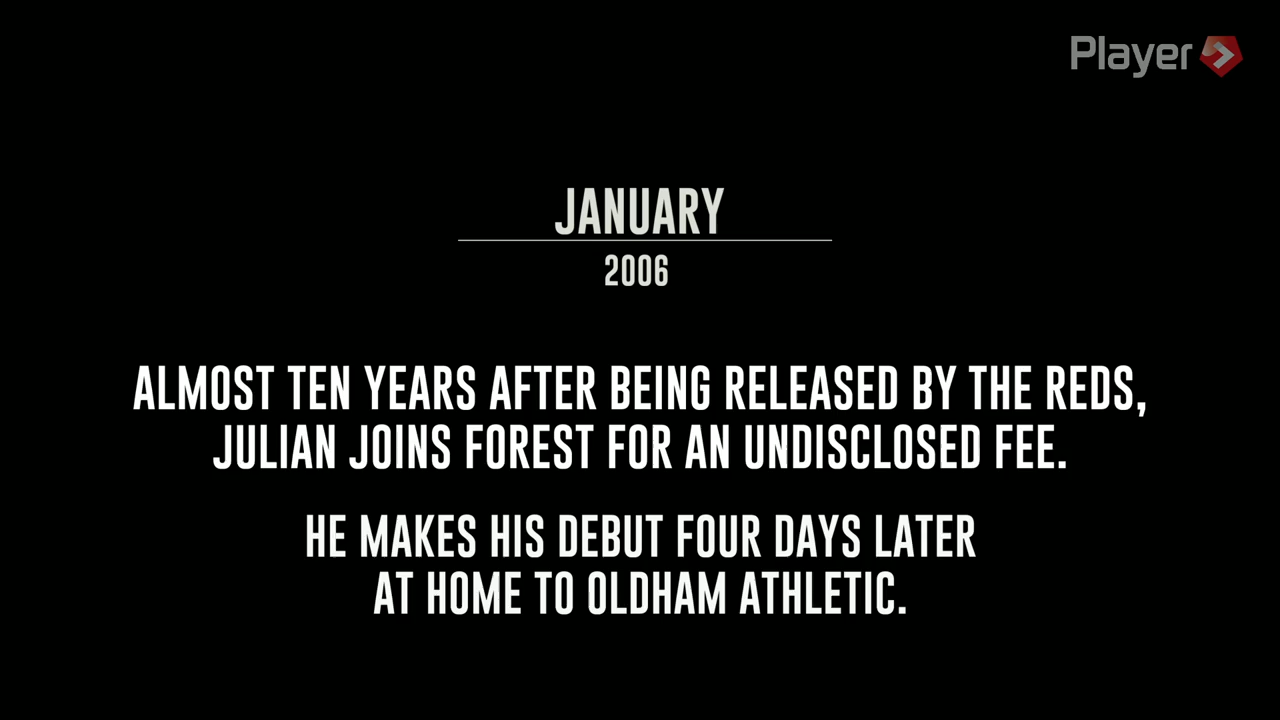 Player
JANUARY
2006
ALMOST TEN YEARS AFTER BEING RELEASED BY THE REDS,
JULIAN JOINS FOREST FOR AN UNDISCLOSED FEE.
HE MAKES HIS DEBUT FOUR DAYS LATER
AT HOME TO OLDHAM ATHLETIC.